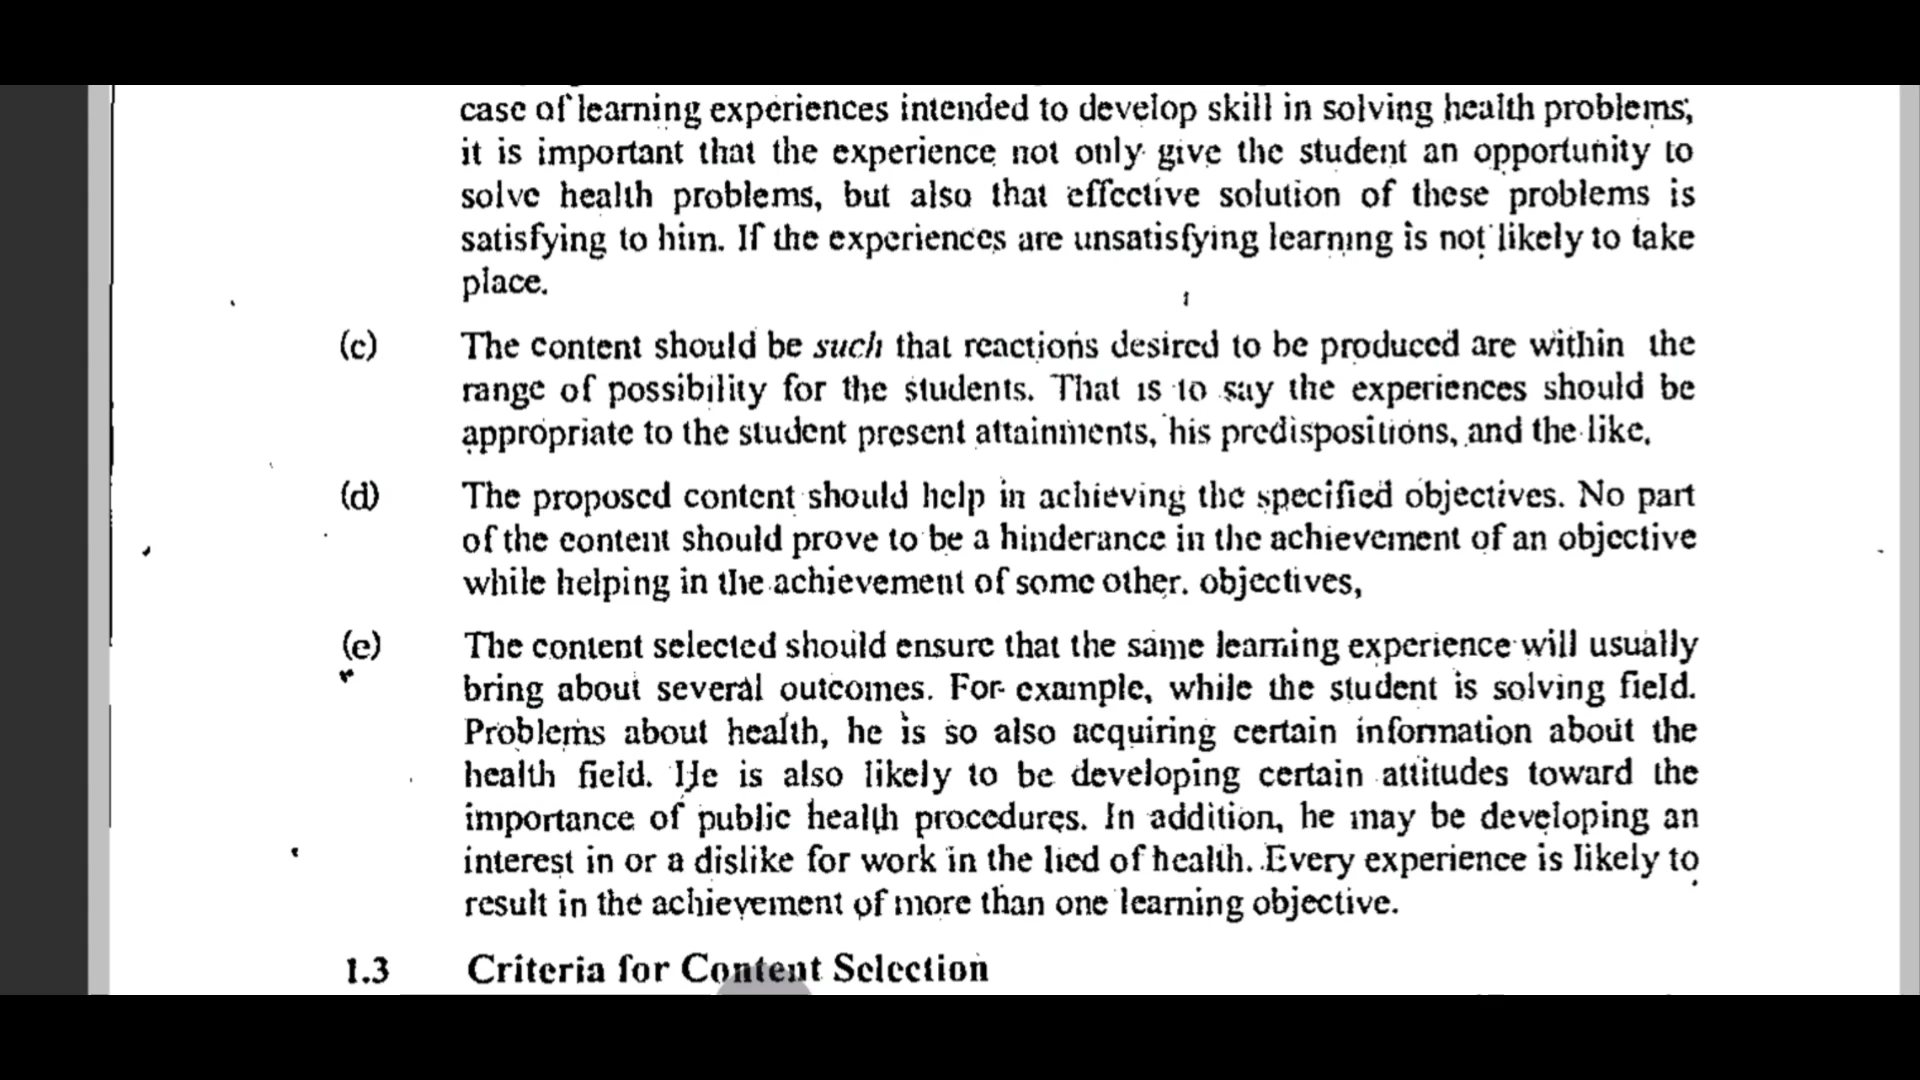 case of learning experiences intended to develop skill in solving health problems,
it is important that the experience not only give the student an opportunity to
solve health problems, but also that effective solution of these problems is
satisfying to him. If the experiences are unsatisfying learning is not likely to take
place.
(c) The content should be such that reactions desired to be produced are within the
range of possibility for the students. That is to say the experiences should be
appropriate to the student present attainments, his predispositions, and the like.
(d) The proposed content should help in achieving the specified objectives. No part
of the content should prove to be a hinderance in the achievement of an objective
while helping in the achievement of some other. objectives,
(e) The content selected should ensure that the same learning experience will usually
bring about several outcomes. For example, while the student is solving field.
Problems about health, he is so also acquiring certain information about the
health field. He is also likely to be developing certain attitudes toward the
importance of public health procedures. In addition, he may be developing an
interest in or a dislike for work in the lied of health. Every experience is likely to
result in the achievement of more than one learning objective.
1.3 Criteria for Content Selection